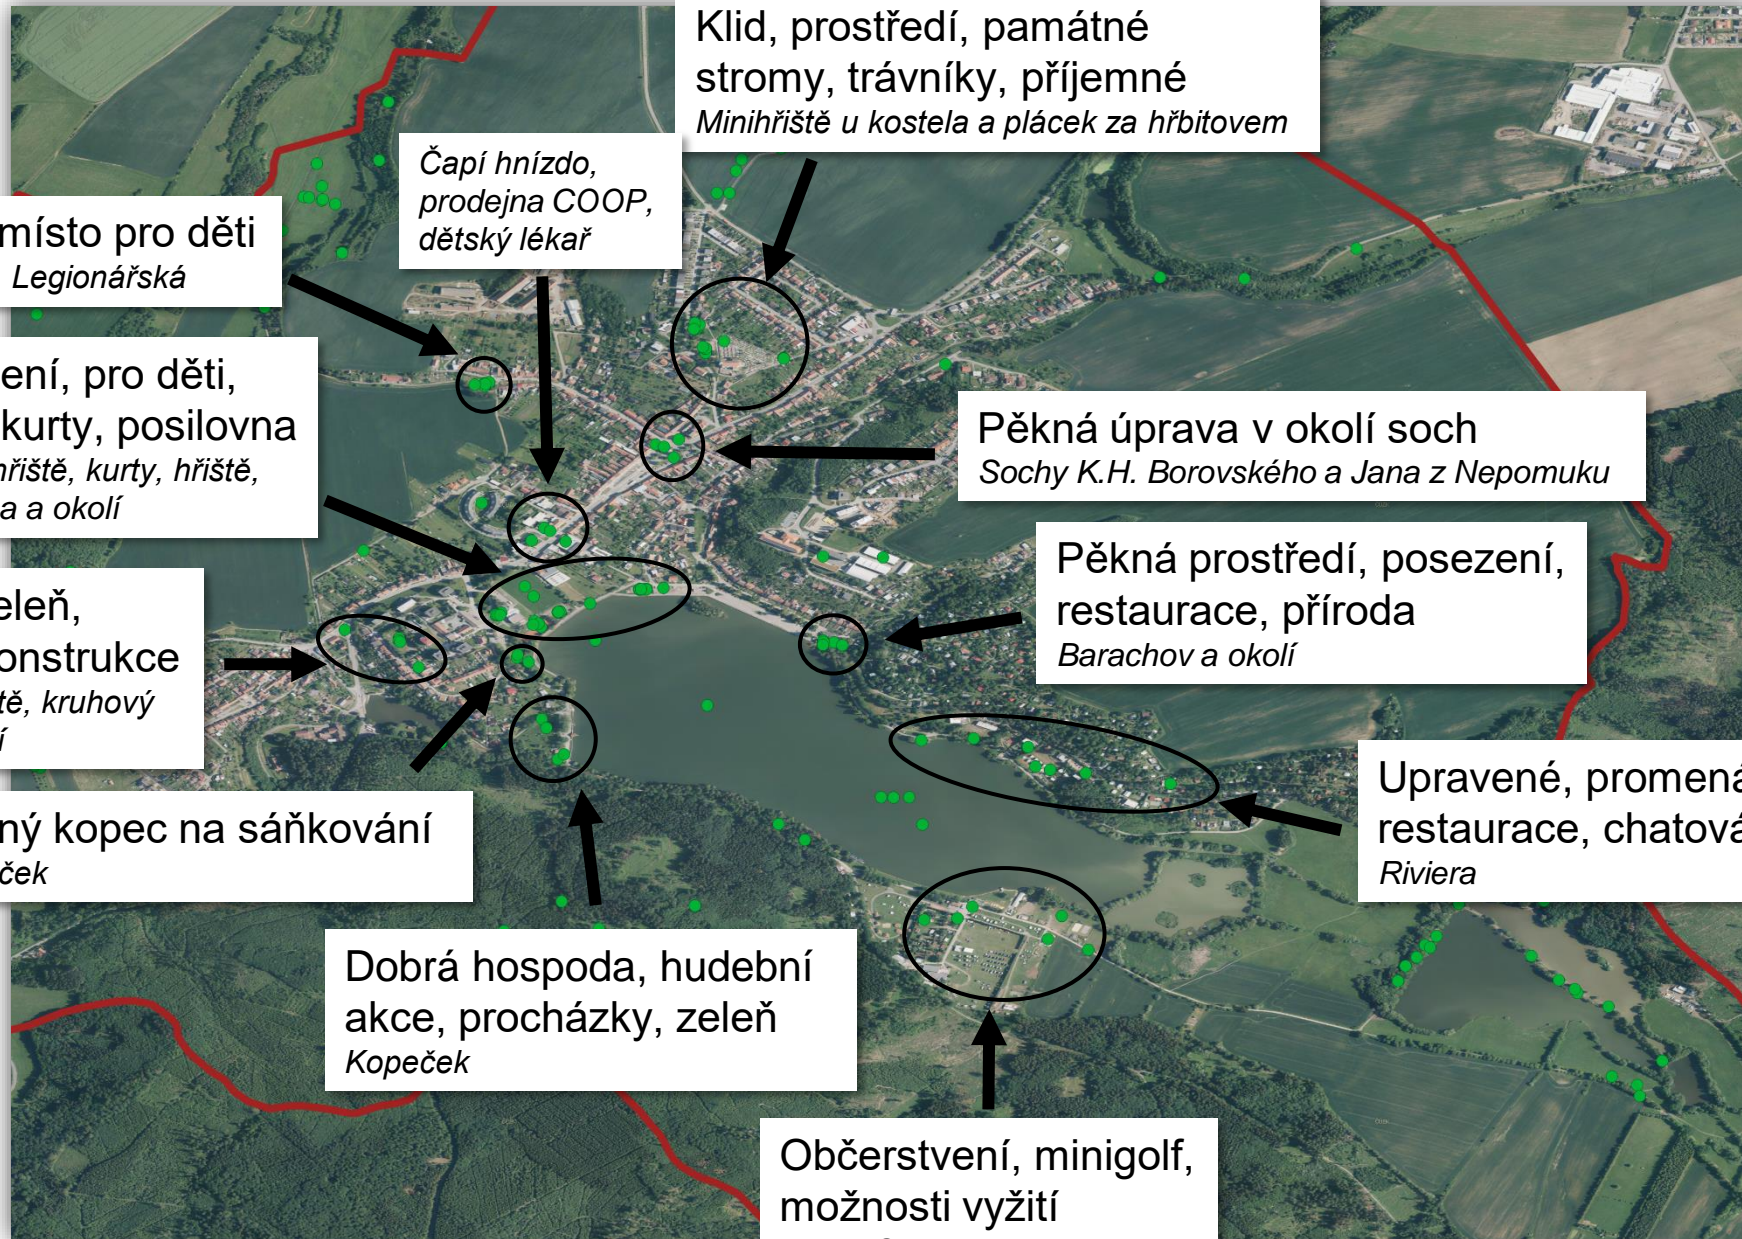 Klid, prostředí, památné
stromy, trávníky, příjemné
Minihřiště u kostela a plácek za hřbitovem
Čapí hnízdo,
prodejna COOP,
dětský lékař
místo pro děti
Legionářská
ení, pro děti,
kurty, posilovna
hřiště, kurty, hřiště,
a a okolí
Pěkná úprava v okolí soch
Sochy K.H. Borovského a Jana z Nepomuku
Pěkná prostředí, posezení,
restaurace, příroda
Barachov a okolí
eleň,
onstrukce
tě, kruhový
í
Upravené, promená
restaurace, chatová
Riviera
ný kopec na sáňkování
ček
Dobrá hospoda, hudební
akce, procházky, zeleň
Kopeček
Občerstvení, minigolf,
možnosti vyžití